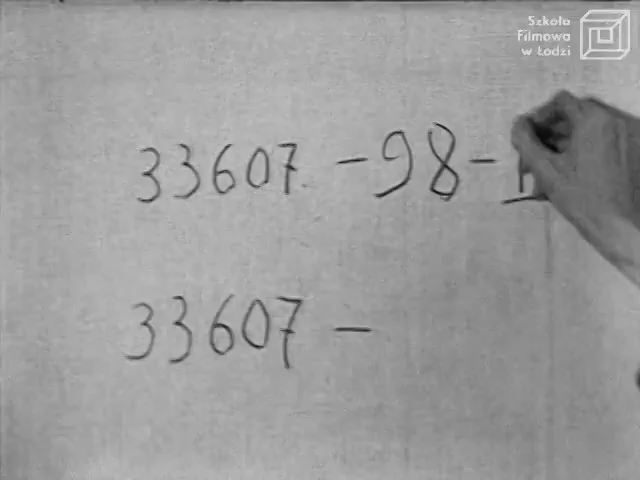 Szkoła
Filmowa
w Łodzi
33607 - 98 -
33607 -